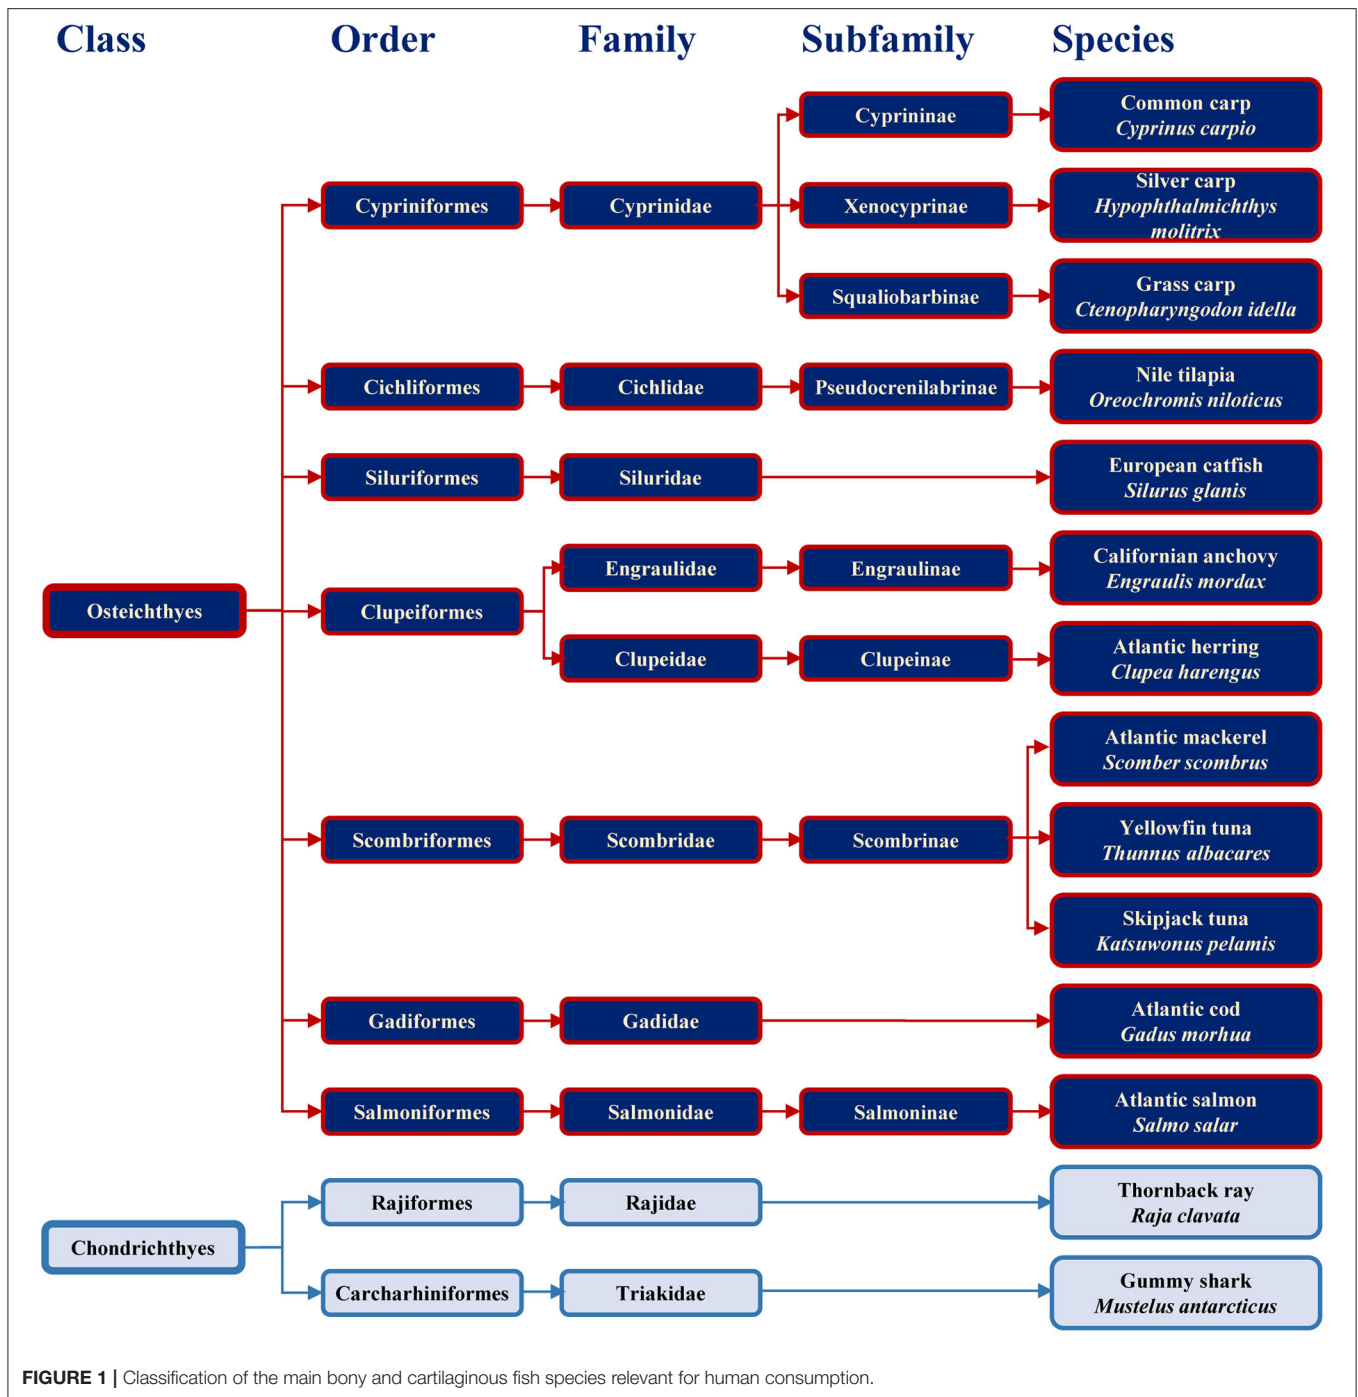 Class Order Family Subfamily Species
Cyprininae
Common carp
Cyprinus carpio
Cypriniformes Cyprinidae Xenocyprinae
Silver carp
Hypophthalmichthys
molitrix
Squaliobarbinae
Grass carp
Ctenopharyngodon idella
Cichliformes Cichlidae Pseudocrenilabrinae
Nile tilapia
Oreochromis niloticus
Siluriformes Siluridae
European catfish
Silurus glanis
Osteichthyes
Clupeiformes
Engraulidae Engraulinae
Californian anchovy
Engraulis mordax
Clupeidae Clupeinae
Atlantic herring
Clupea harengus
Scombriformes Scombridae Scombrinae
Atlantic mackerel
Scomber scombrus
Yellowfin tuna
Thunnus albacares
Skipjack tuna
Katsuwonus pelamis
Gadiformes Gadidae
Atlantic cod
Gadus morhua
Salmoniformes Salmonidae Salmoninae
Atlantic salmon
Salmo salar
Chondrichthyes
Rajiformes Rajidae
Thornback ray
Raja clavata
Carcharhiniformes Triakidae
Gummy shark
Mustelus antarcticus
FIGURE 1 | Classification of the main bony and cartilaginous fish species relevant for human consumption.